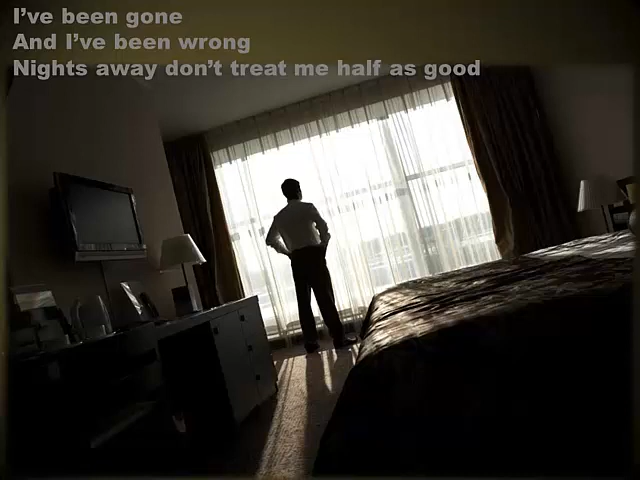 I've been gone
And I've been wrong
Nights away don't treat me half as good